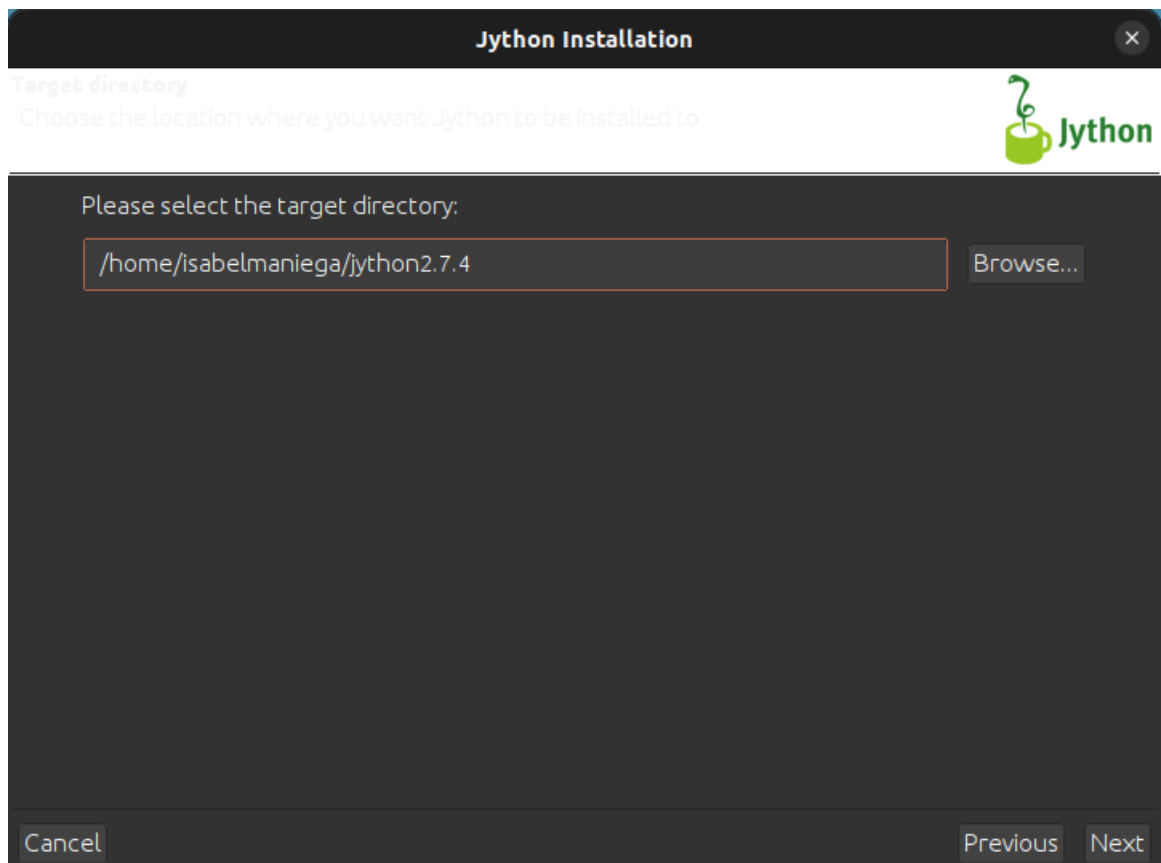 Jython Installation
Target directory
Choose the location where you want Jython to be installed to
Jython
Please select the target directory:
/home/isabelmaniega/jython2.7.4
Browse...
Cancel
Previous
Next